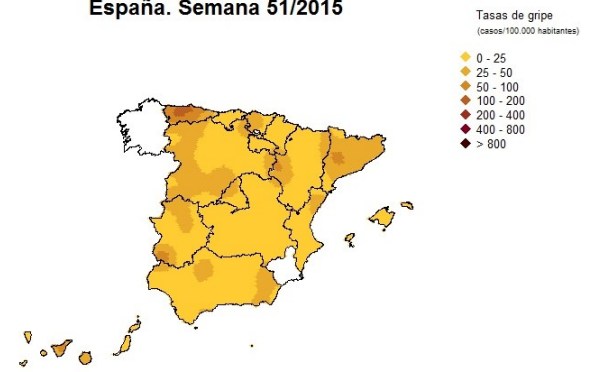 España. Semana 51/2015
Tasas de gripe
(casos/100.000 habitantes)
0 - 25
25 - 50
50 - 100
100 - 200
200 - 400
400 - 800
> 800